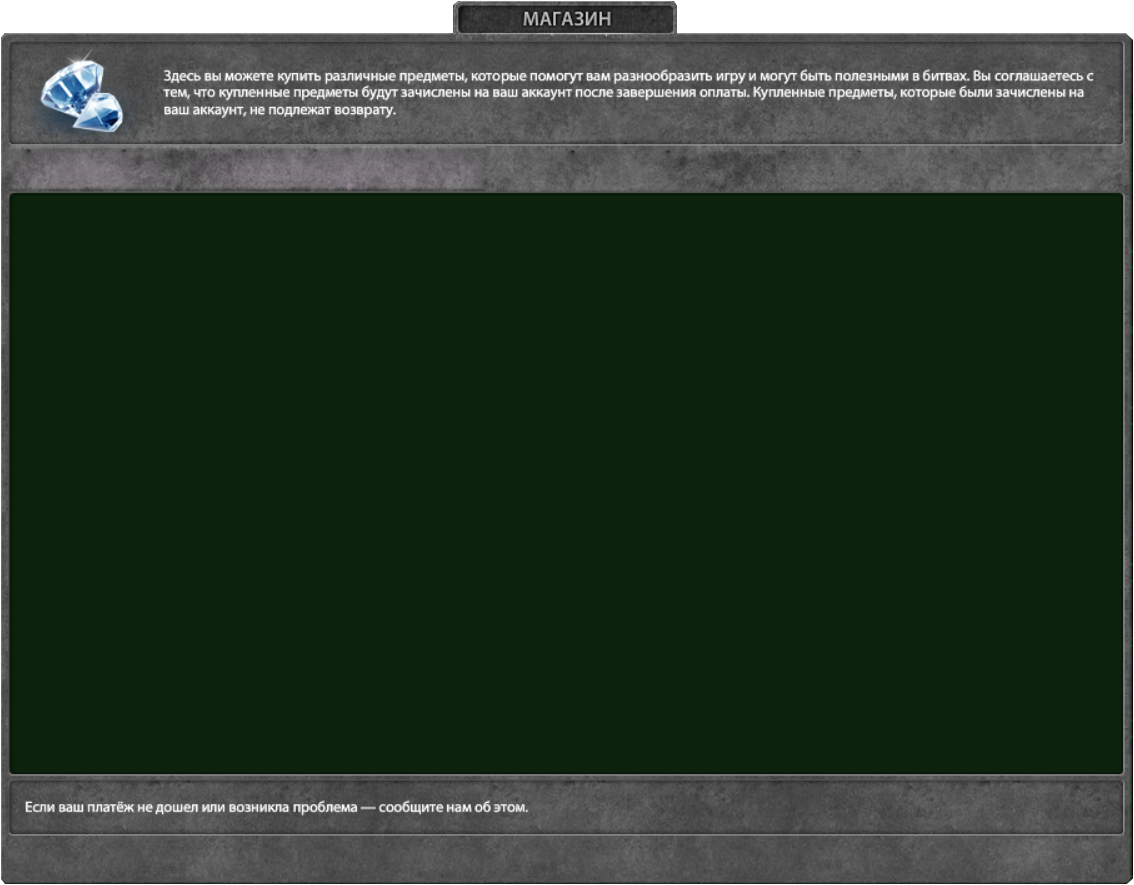 МАГАЗИН
Здесь вы можете купить различные предметы, которые помогут вам разнообразить игру и могут быть полезными в битвах. Вы соглашаетесь с
тем, что купленные предметы будут зачислены на ваш аккаунт после завершения оплаты. Купленные предметы, которые были зачислены на
ваш аккаунт, не подлежат возврату.
Если ваш платёж не дошел или возникла проблема — сообщите нам об этом.